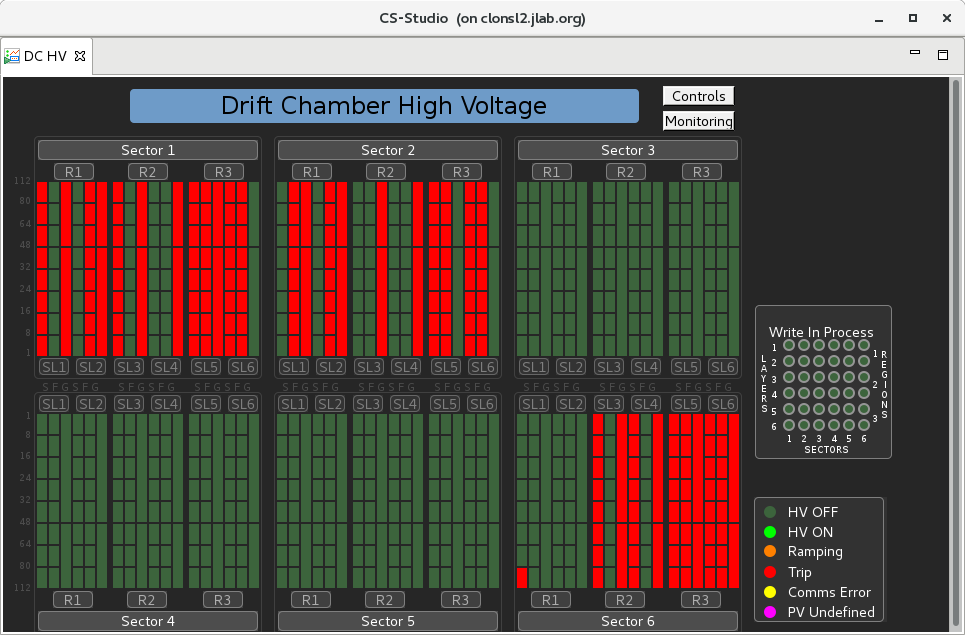 CS-Studio (on clonsl2.jlab.org)
DC HV
Drift Chamber High Voltage
Controls
Monitoring
Sector 1 Sector 2 Sector 3
R1 R2 R3 R1 R2 R3 R1 R2 R3
112
80
64
48
32
24
16
8
1
SL1 SL2 SL3 SL4 SL5 SL6 SL1 SL2 SL3 SL4 SL5 SL6 SL1 SL2 SL3 SL4 SL5 SL6
S F G S F G S F G S F G S F G S F G S F G S F G S F G S F G S F G S F G S F G S F G S F G S F G S F G S F G
SL1 SL2 SL3 SL4 SL5 SL6 SL1 SL2 SL3 SL4 SL5 SL6 SL1 SL2 SL3 SL4 SL5 SL6
1
8
16
24
32
48
64
80
112
R1 R2 R3 R1 R2 R3 R1 R2 R3
Sector 4 Sector 5 Sector 6
Write In Process
LAYERS
1
2
3
4
5
6
1
2
3
REGIONS
1 2 3 4 5 6
SECTORS
HV OFF
HV ON
Ramping
Trip
Comms Error
PV Undefined